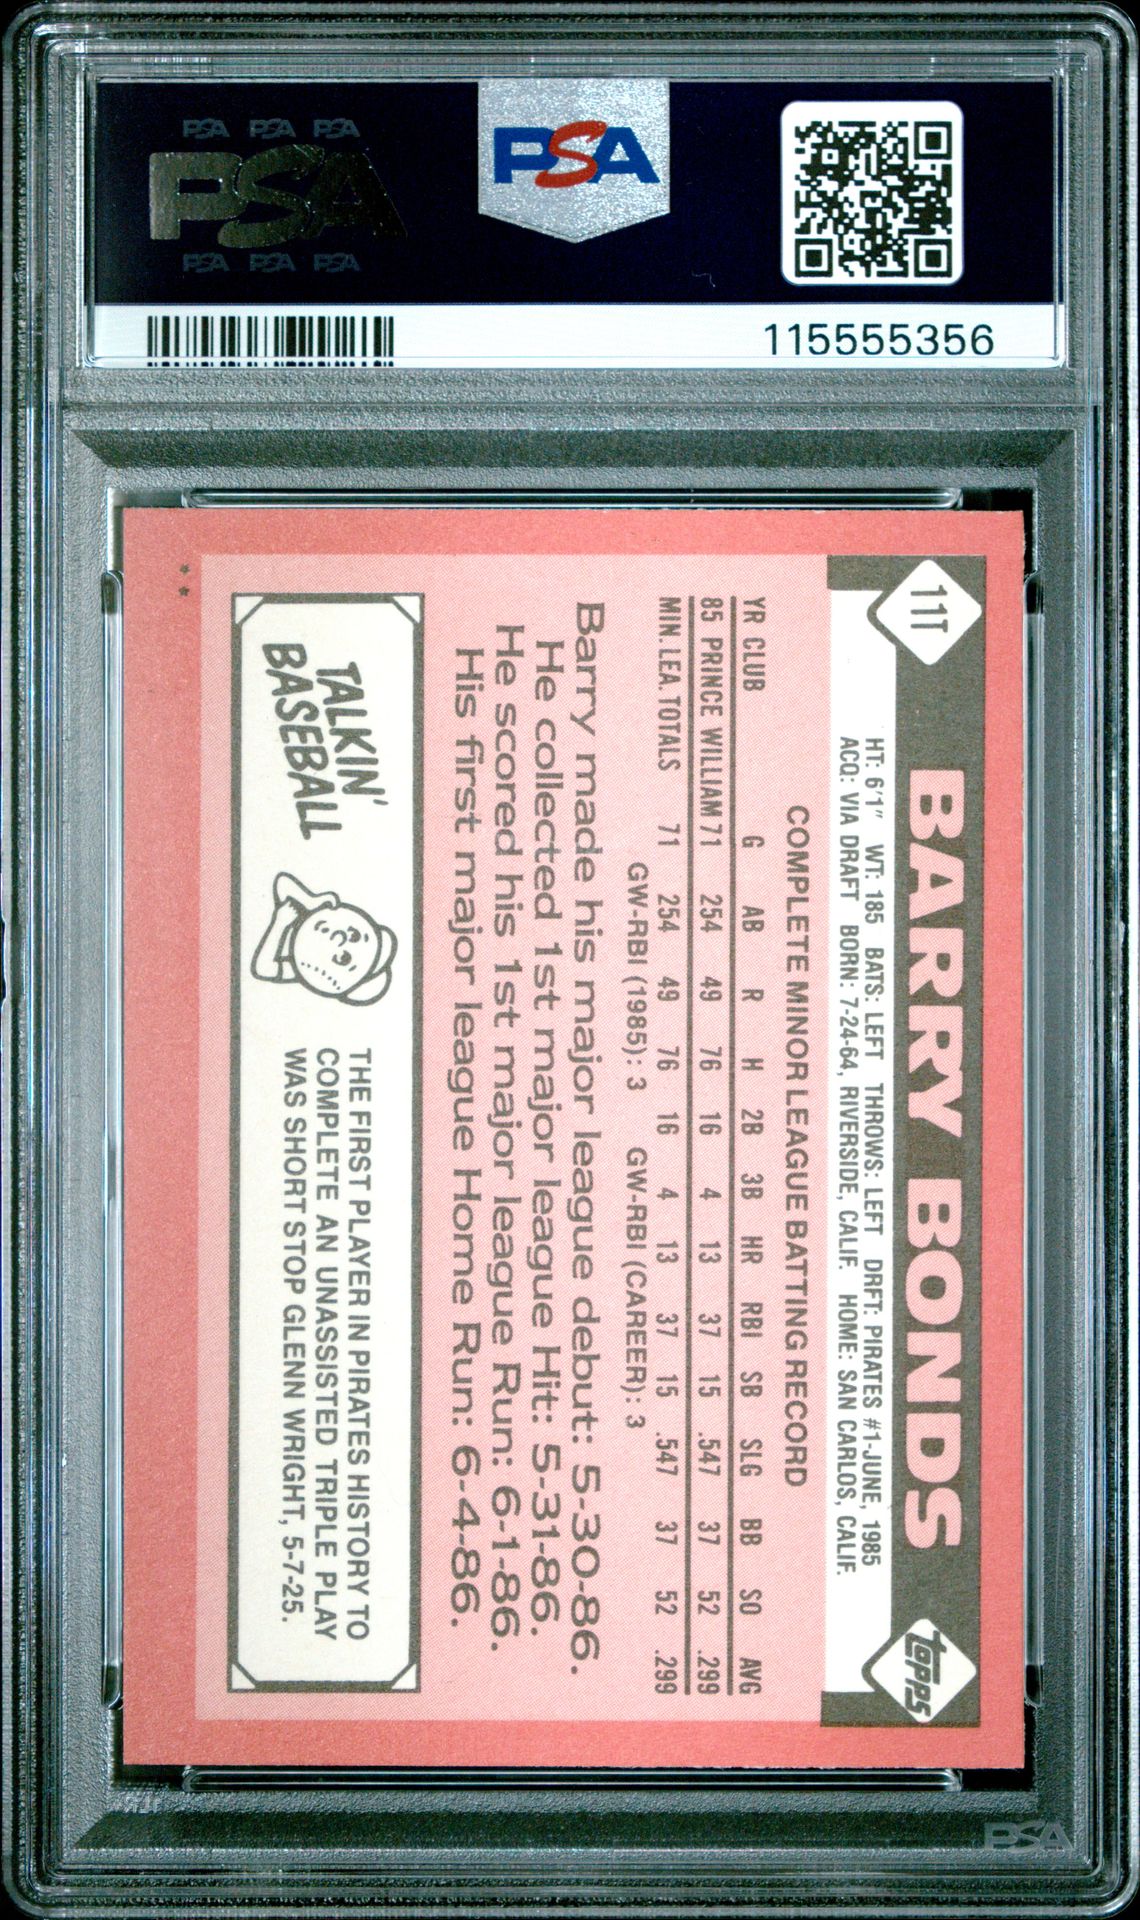 PSA PSA PSA
PSA
PSA PSA PSA
PSA
115555356
11T
BARRY BONDS
topps
HT: 6'1" WT: 185 BATS: LEFT THROWS: LEFT DRFT: PIRATES #1-JUNE, 1985
ACQ: VIA DRAFT BORN: 7-24-64, RIVERSIDE, CALIF. HOME: SAN CARLOS, CALIF.
COMPLETE MINOR LEAGUE BATTING RECORD
YR CLUB G AB R H 2B 3B HR RBI SB SLG BB SO AVG
85 PRINCE WILLIAM 71 254 49 76 16 4 13 37 15 .547 37 52 .299
MIN. LEA. TOTALS 71 254 49 76 16 4 13 37 15 .547 37 52 .299
GW-RBI (1985): 3 GW-RBI (CAREER): 3
Barry made his major league debut: 5-30-86.
He collected 1st major league Hit: 5-31-86.
He scored his 1st major league Run: 6-1-86.
His first major league Home Run: 6-4-86.
TALKIN'
BASEBALL
THE FIRST PLAYER IN PIRATES HISTORY TO
COMPLETE AN UNASSISTED TRIPLE PLAY
WAS SHORT STOP GLENN WRIGHT, 5-7-25.
**
PSA